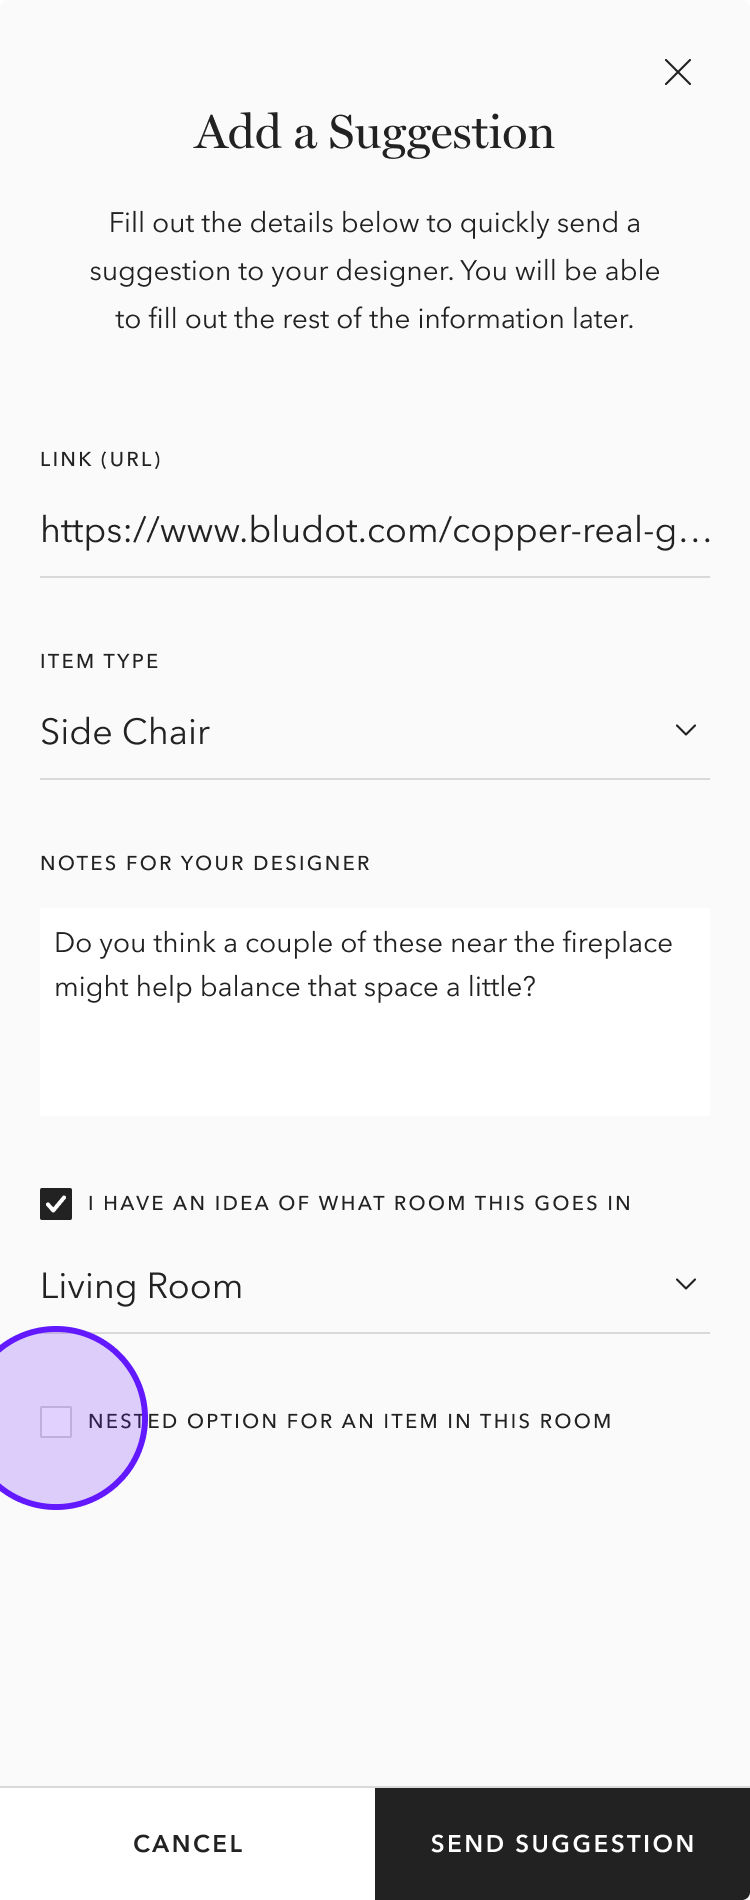 Add a Suggestion
Fill out the details below to quickly send a
suggestion to your designer. You will be able
to fill out the rest of the information later.
LINK (URL)
https://www.bludot.com/copper-real-g...
ITEM TYPE
Side Chair
NOTES FOR YOUR DESIGNER
Do you think a couple of these near the fireplace
might help balance that space a little?
I HAVE AN IDEA OF WHAT ROOM THIS GOES IN
Living Room
NESTED OPTION FOR AN ITEM IN THIS ROOM
CANCEL
SEND SUGGESTION